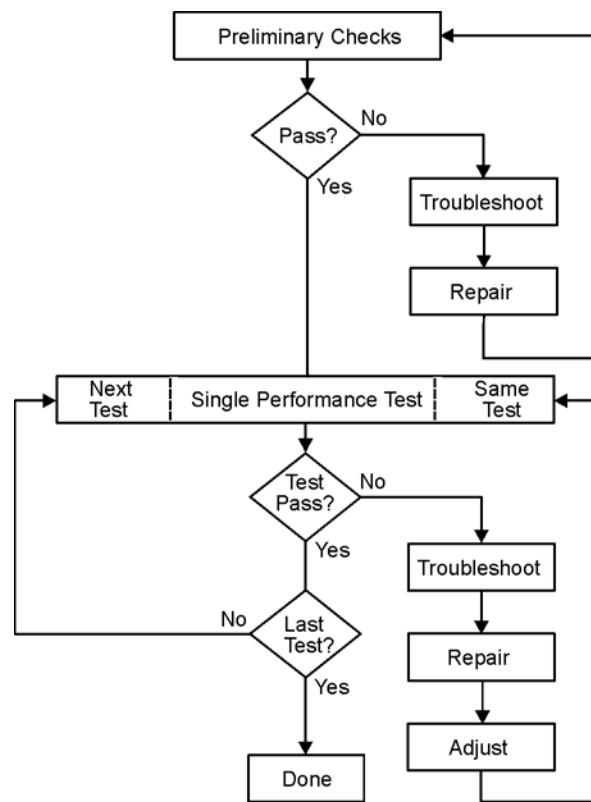 Preliminary Checks
No
Pass?
Yes
Troubleshoot
Repair
Next
Test
Single Performance Test
Same
Test
Test
Pass?
No
Yes
Troubleshoot
No
Last
Test?
Yes
Repair
Adjust
Done